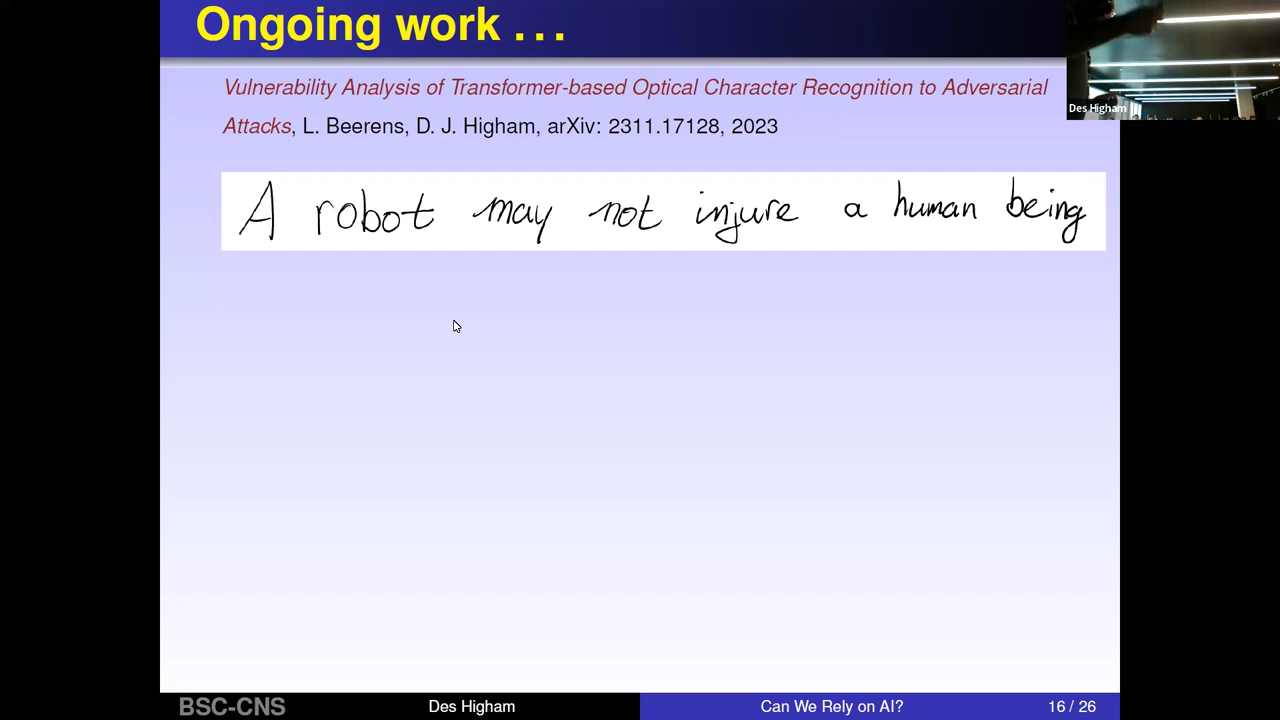 Ongoing work ...
Vulnerability Analysis of Transformer-based Optical Character Recognition to Adversarial
Attacks, L. Beerens, D. J. Higham, arXiv: 2311.17128, 2023
A robot may not injure a human being
Des Higham
BSC-CNS Des Higham Can We Rely on AI? 16 / 26